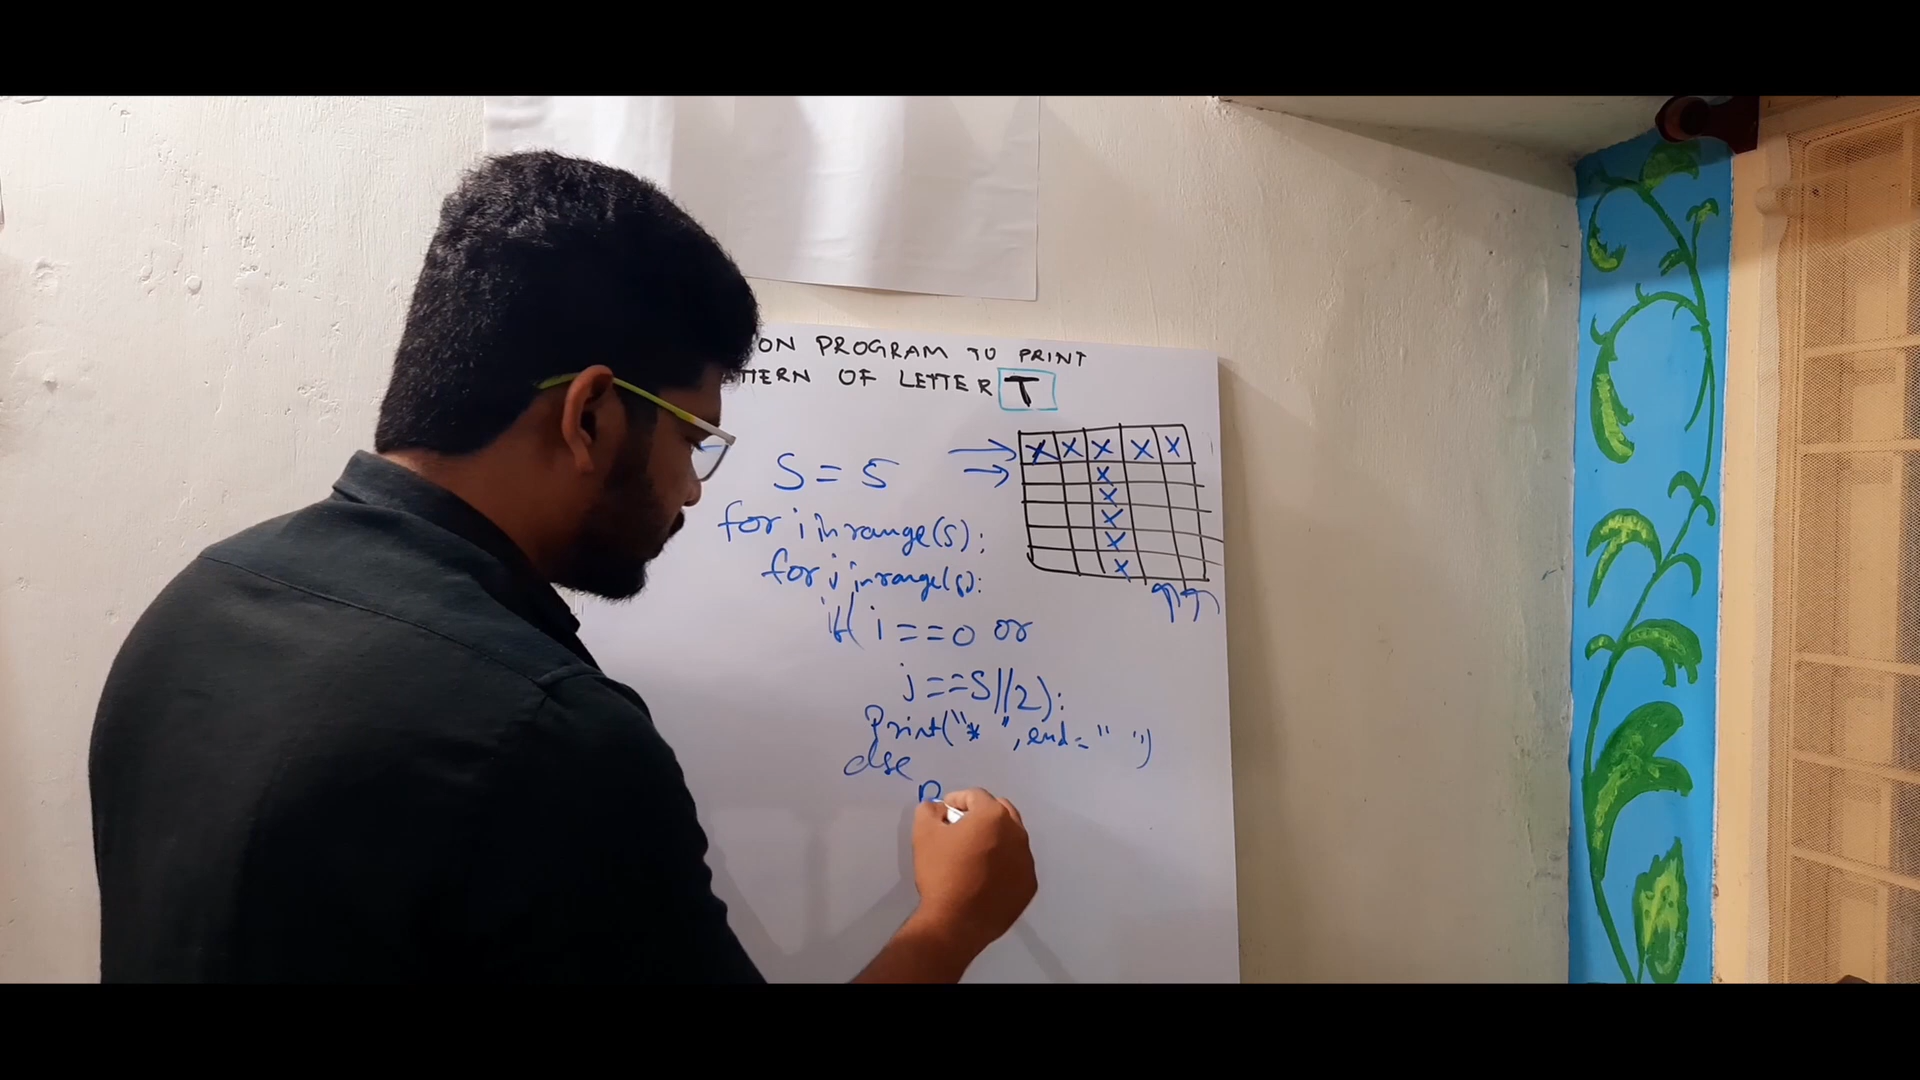 ON PROGRAM TO PRINT
TTERN OF LETTER T
S = 5
for i in range(s):
for j in range(s):
if( i == 0 or
j == S//2):
Print("* ", end=" ")
else
P